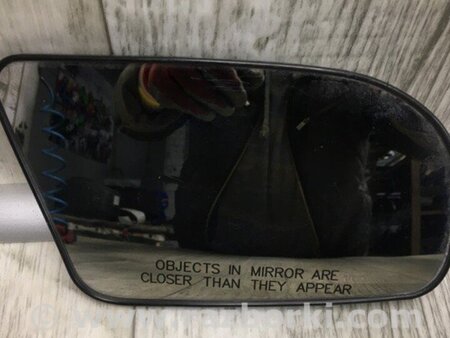 OBJECTS IN MIRROR ARE
CLOSER THAN THEY APPEAR